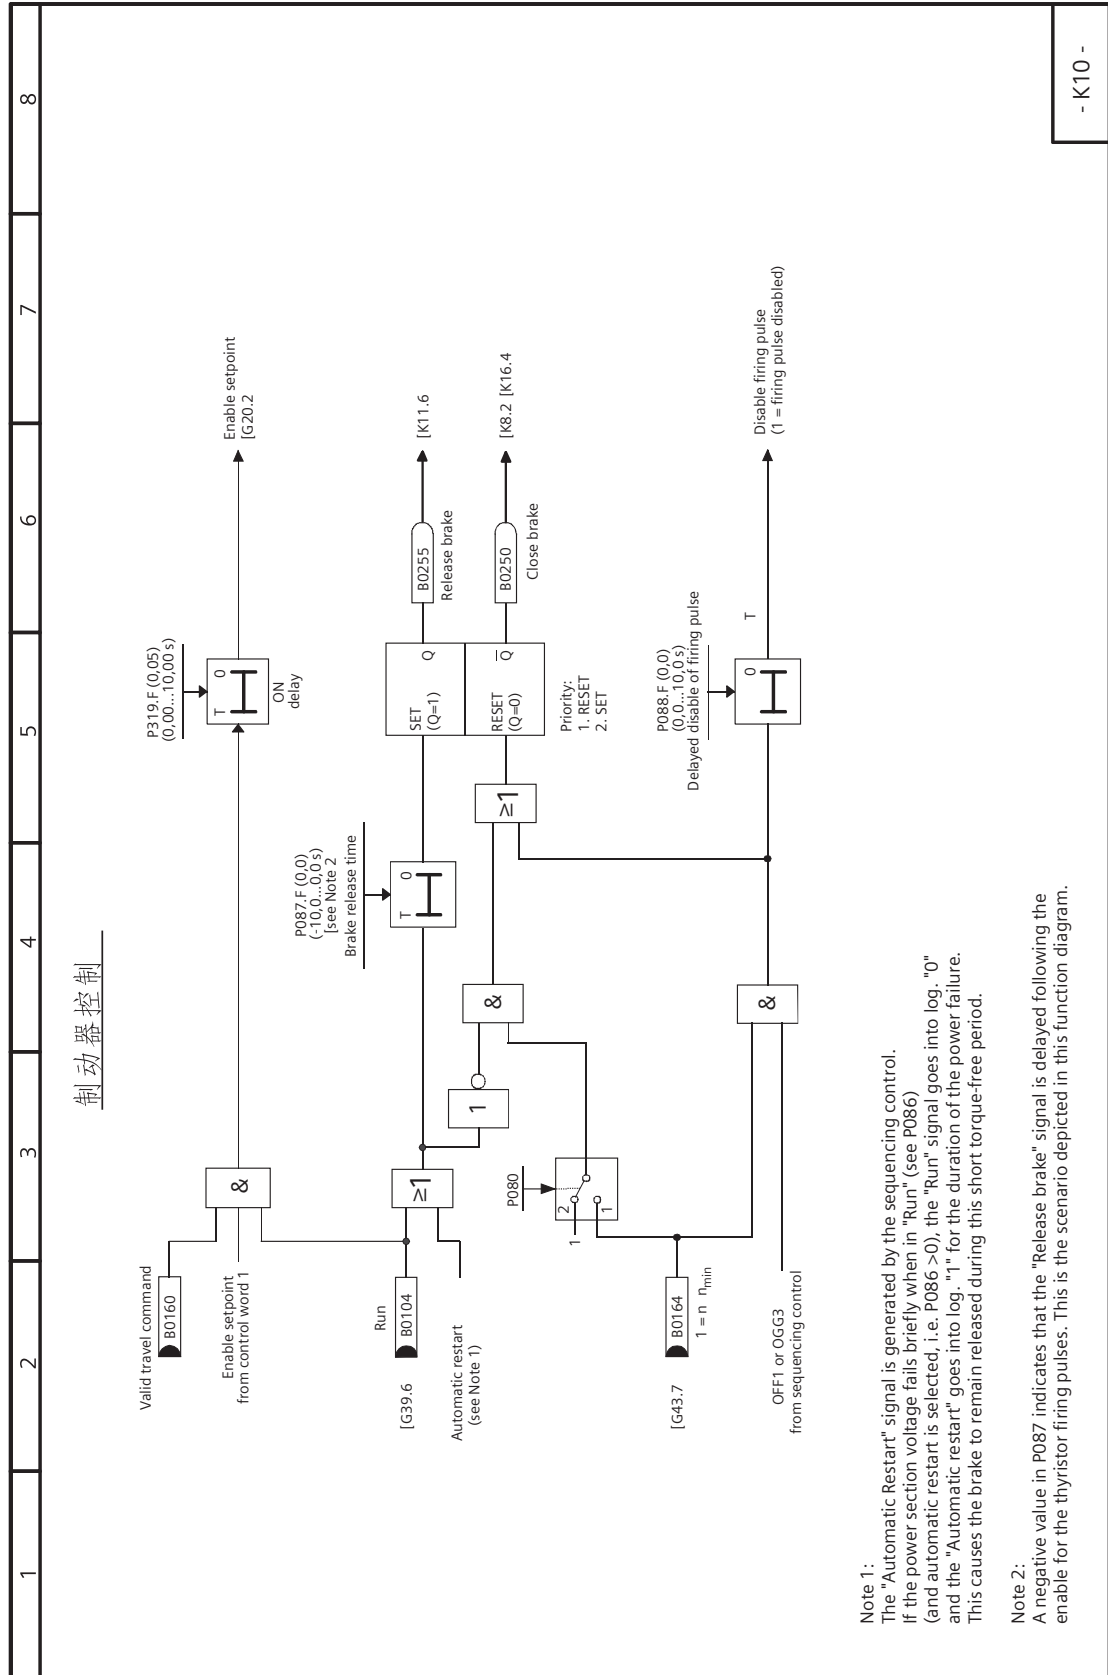 1
2
3
4
5
6
7
8
制动器控制
Valid travel command
B0160
Enable setpoint
from control word 1
&
P319.F (0,05)
(0,00...10,00 s)
T
0
ON
delay
Enable setpoint
[G20.2
Run
[G39.6
B0104
Automatic restart
(see Note 1)
≥1
1
&
P087.F (0,0)
(-10,0...0,0 s)
[see Note 2
Brake release time
T
0
≥1
SET
(Q=1)
Q
RESET
(Q=0)
Q̅
Priority:
1. RESET
2. SET
B0255
Release brake
[K11.6
B0250
Close brake
[K8.2 [K16.4
P080
2
1
1
[G43.7
B0164
1 = n n min
OFF1 or OGG3
from sequencing control
&
P088.F (0,0)
(0,0...10,0 s)
Delayed disable of firing pulse
0
T
Disable firing pulse
(1 = firing pulse disabled)
Note 1:
The "Automatic Restart" signal is generated by the sequencing control.
If the power section voltage fails briefly when in "Run" (see P086)
(and automatic restart is selected, i.e. P086 >0), the "Run" signal goes into log. "0"
and the "Automatic restart" goes into log. "1" for the duration of the power failure.
This causes the brake to remain released during this short torque-free period.
Note 2:
A negative value in P087 indicates that the "Release brake" signal is delayed following the
enable for the thyristor firing pulses. This is the scenario depicted in this function diagram.
- K10 -